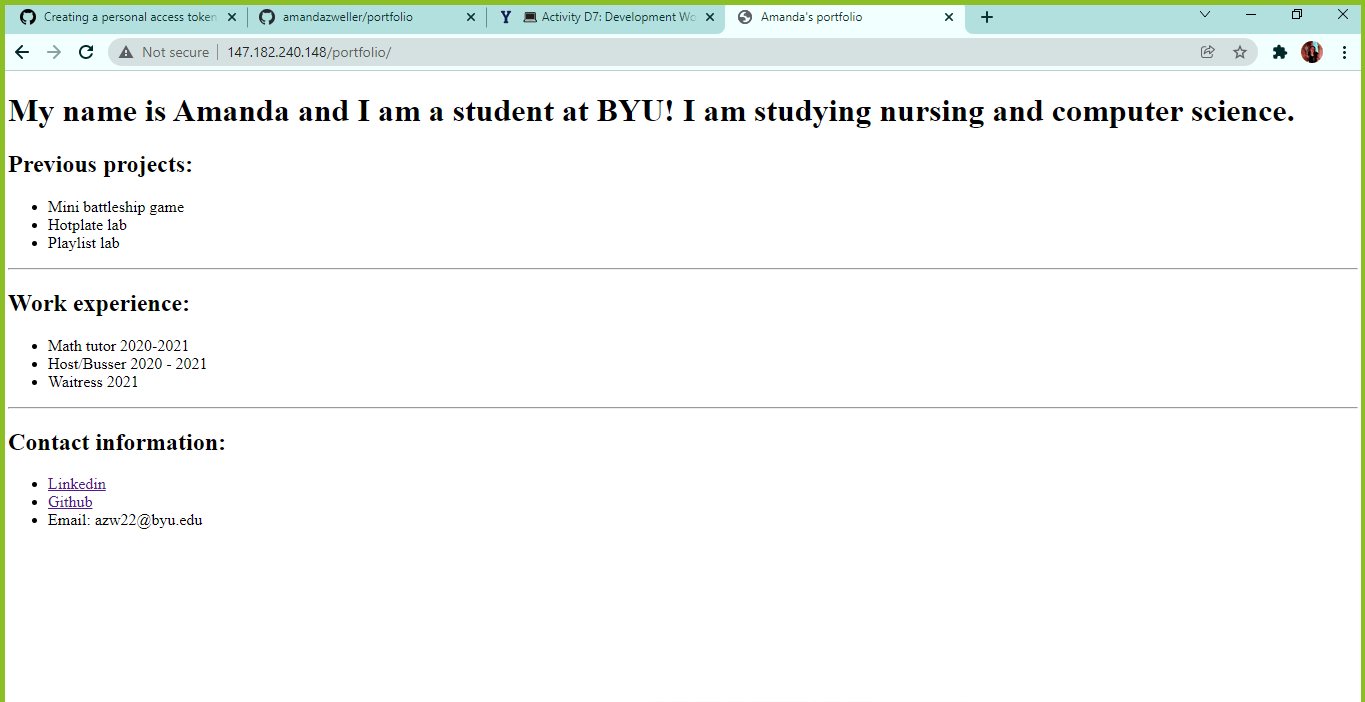 Creating a personal access token
amandazweller/portfolio
Y
Activity D7: Development Wo
Amanda's portfolio
Not secure
147.182.240.148/portfolio/
My name is Amanda and I am a student at BYU! I am studying nursing and computer science.
Previous projects:
Mini battleship game
Hotplate lab
Playlist lab
Work experience:
Math tutor 2020-2021
Host/Busser 2020 - 2021
Waitress 2021
Contact information:
Linkedin
Github
Email: azw22@byu.edu